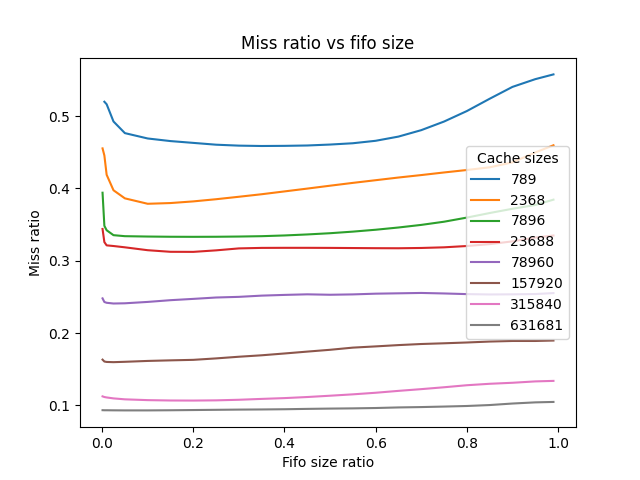 Miss ratio vs fifo size
Miss ratio
0.5
0.4
0.3
0.2
0.1
Cache sizes
789
2368
7896
23688
78960
157920
315840
631681
0.0 0.2 0.4 0.6 0.8 1.0
Fifo size ratio